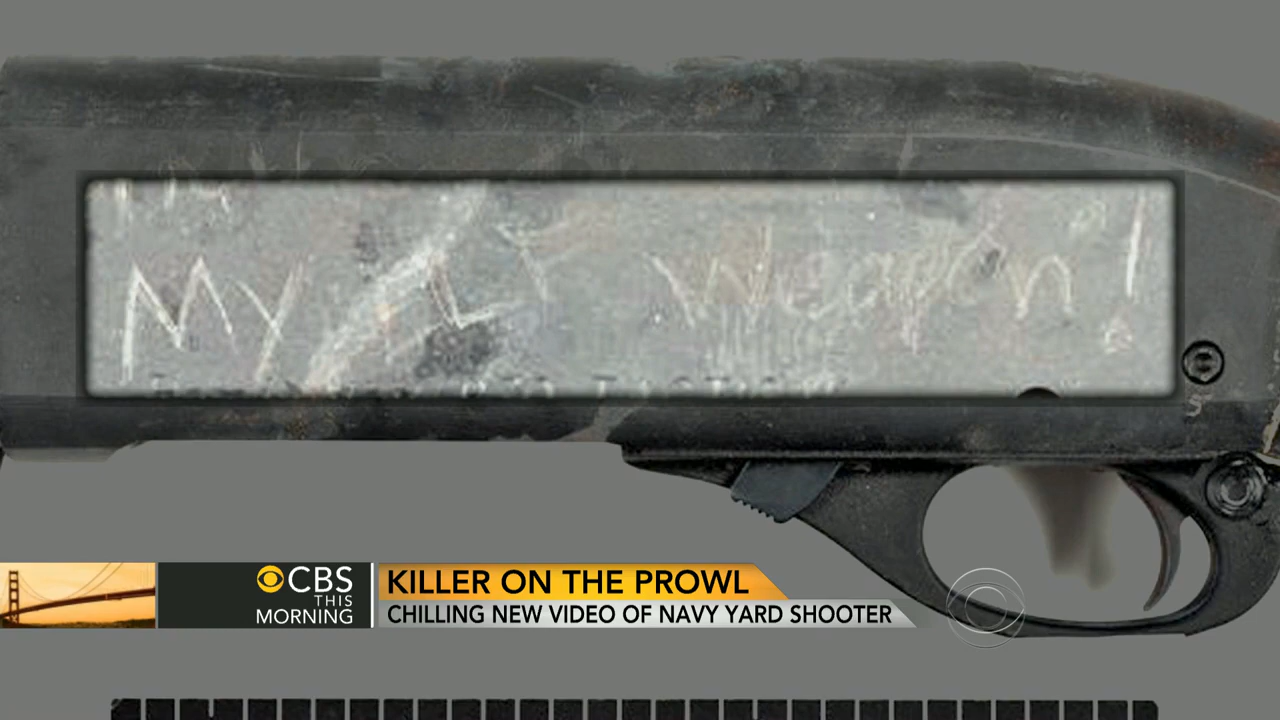 My Weapon!
CBS
THIS
MORNING
KILLER ON THE PROWL
CHILLING NEW VIDEO OF NAVY YARD SHOOTER